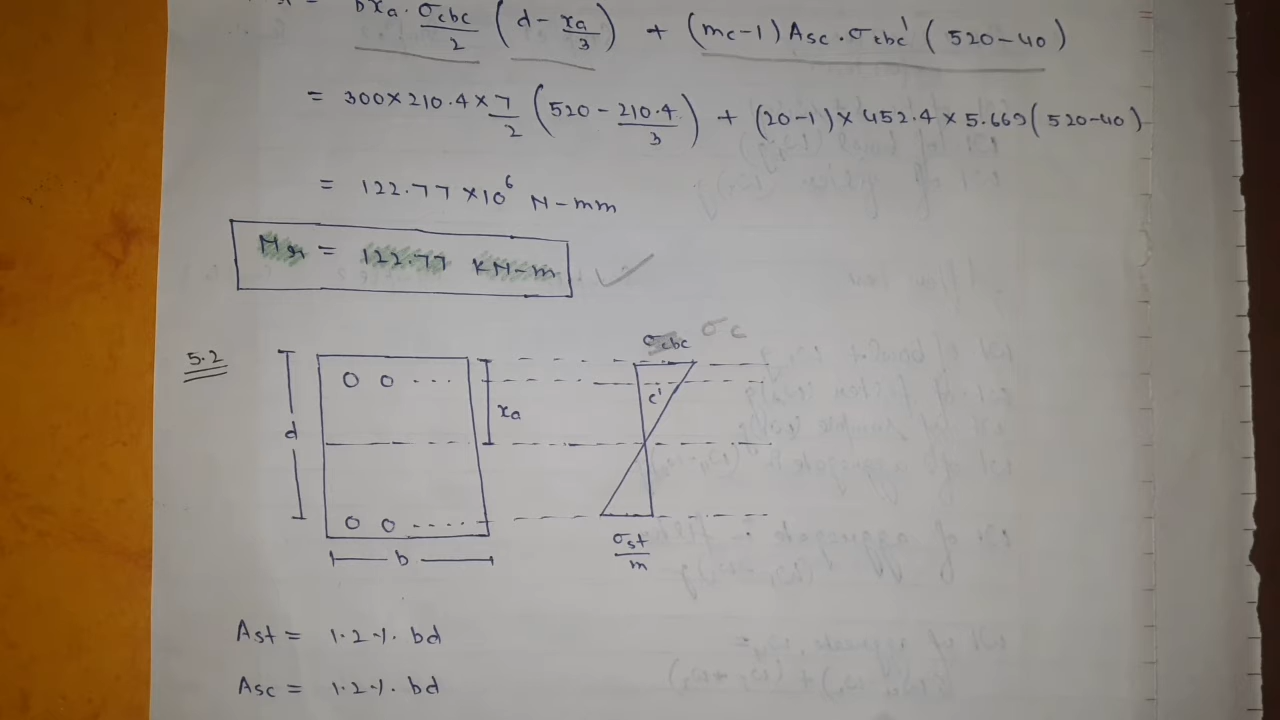 = bxa · σcbc/2 (d - xa/3) + (mc-1) Asc · σcbc' (520-40)
= 300×210.4×7/2 (520 - 210.4/3) + (20-1)×452.4×5.669(520-40)
= 122.77×10⁶ N-mm
Mr = 122.77 KN-m
5.2
σcbc σc
c'
xa
d
b
σst/m
Ast = 1.2%. bd
Asc = 1.2%. bd